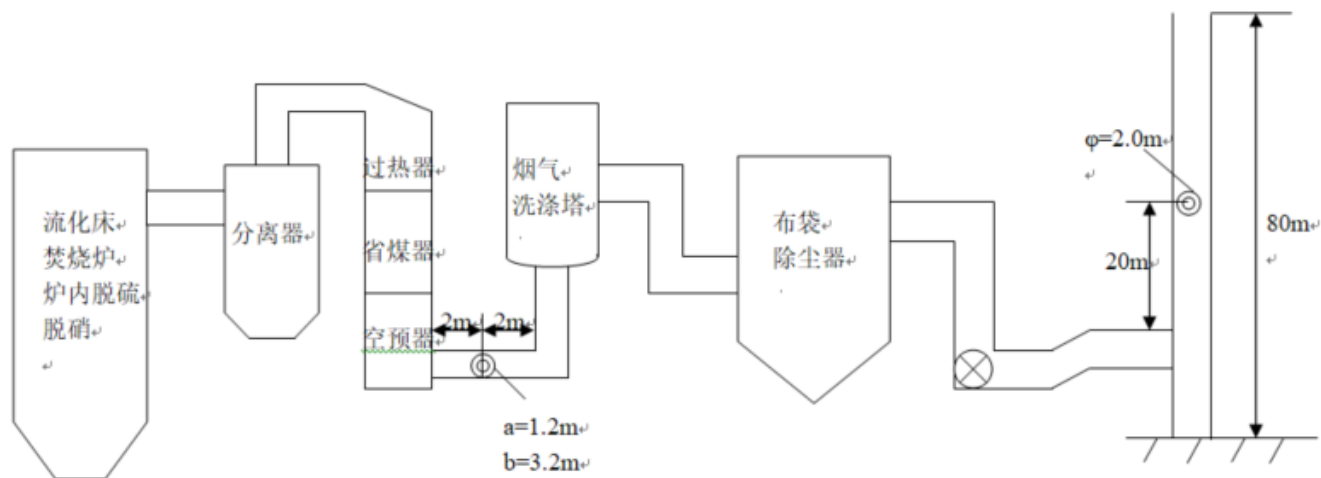 流化床
焚烧炉
炉内脱硫
脱硝
分离器
过热器
省煤器
空预器
2m
2m
a=1.2m
b=3.2m
烟气
洗涤塔
布袋
除尘器
φ=2.0m
20m
80m